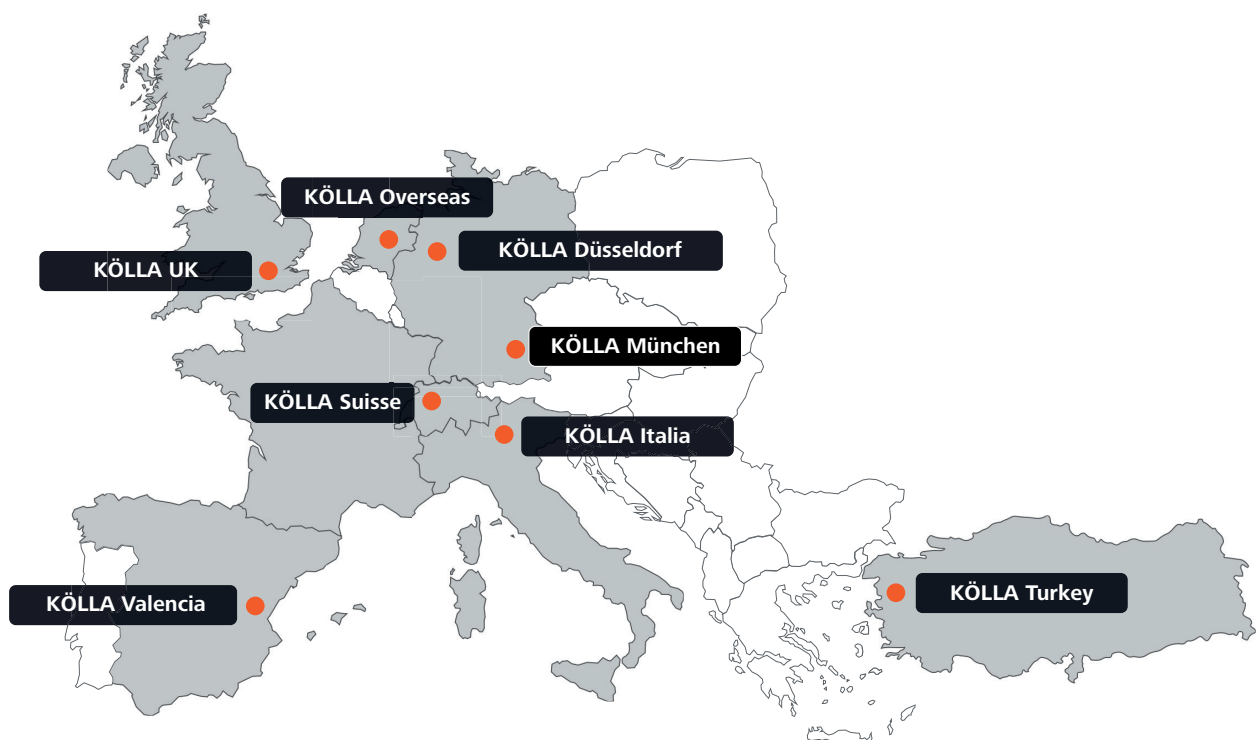 KÖLLA Overseas
KÖLLA Düsseldorf
KÖLLA UK
KÖLLA München
KÖLLA Suisse
KÖLLA Italia
KÖLLA Turkey
KÖLLA Valencia